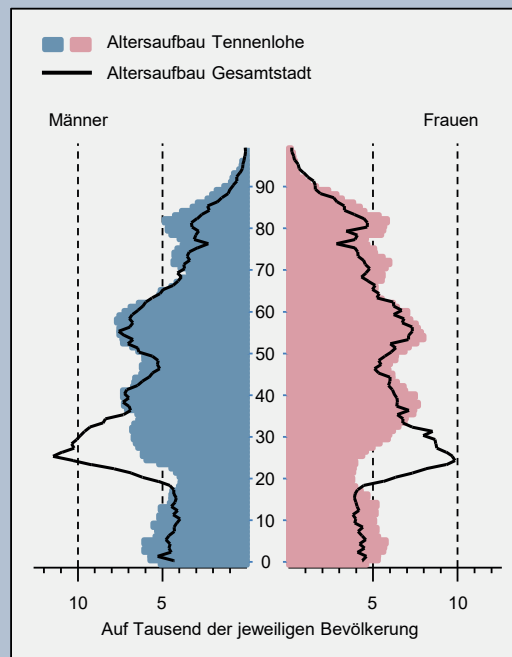 Altersaufbau Tennenlohe
Altersaufbau Gesamtstadt
Männer
Frauen
90
80
70
60
50
40
30
20
10
0
10 5 5 10
Auf Tausend der jeweiligen Bevölkerung